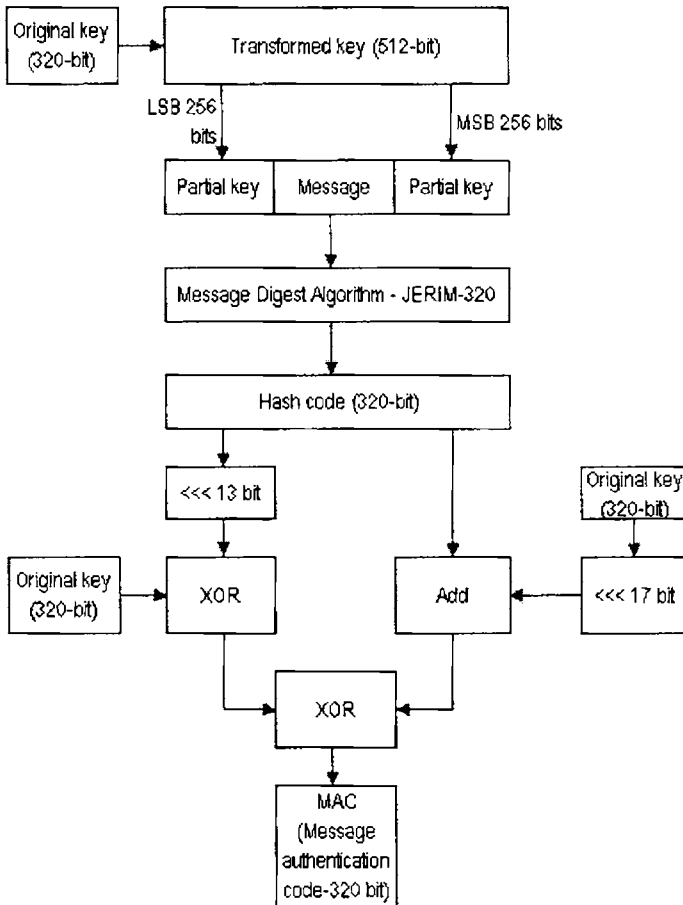 Original key
(320-bit)
Transformed key (512-bit)
LSB 256
bits
MSB 256 bits
Partial key
Message
Partial key
Message Digest Algorithm - JERIM-320
Hash code (320-bit)
<<< 13 bit
Original key
(320-bit)
Original key
(320-bit)
XOR
Add
<<< 17 bit
XOR
MAC
(Message
authentication
code-320 bit)